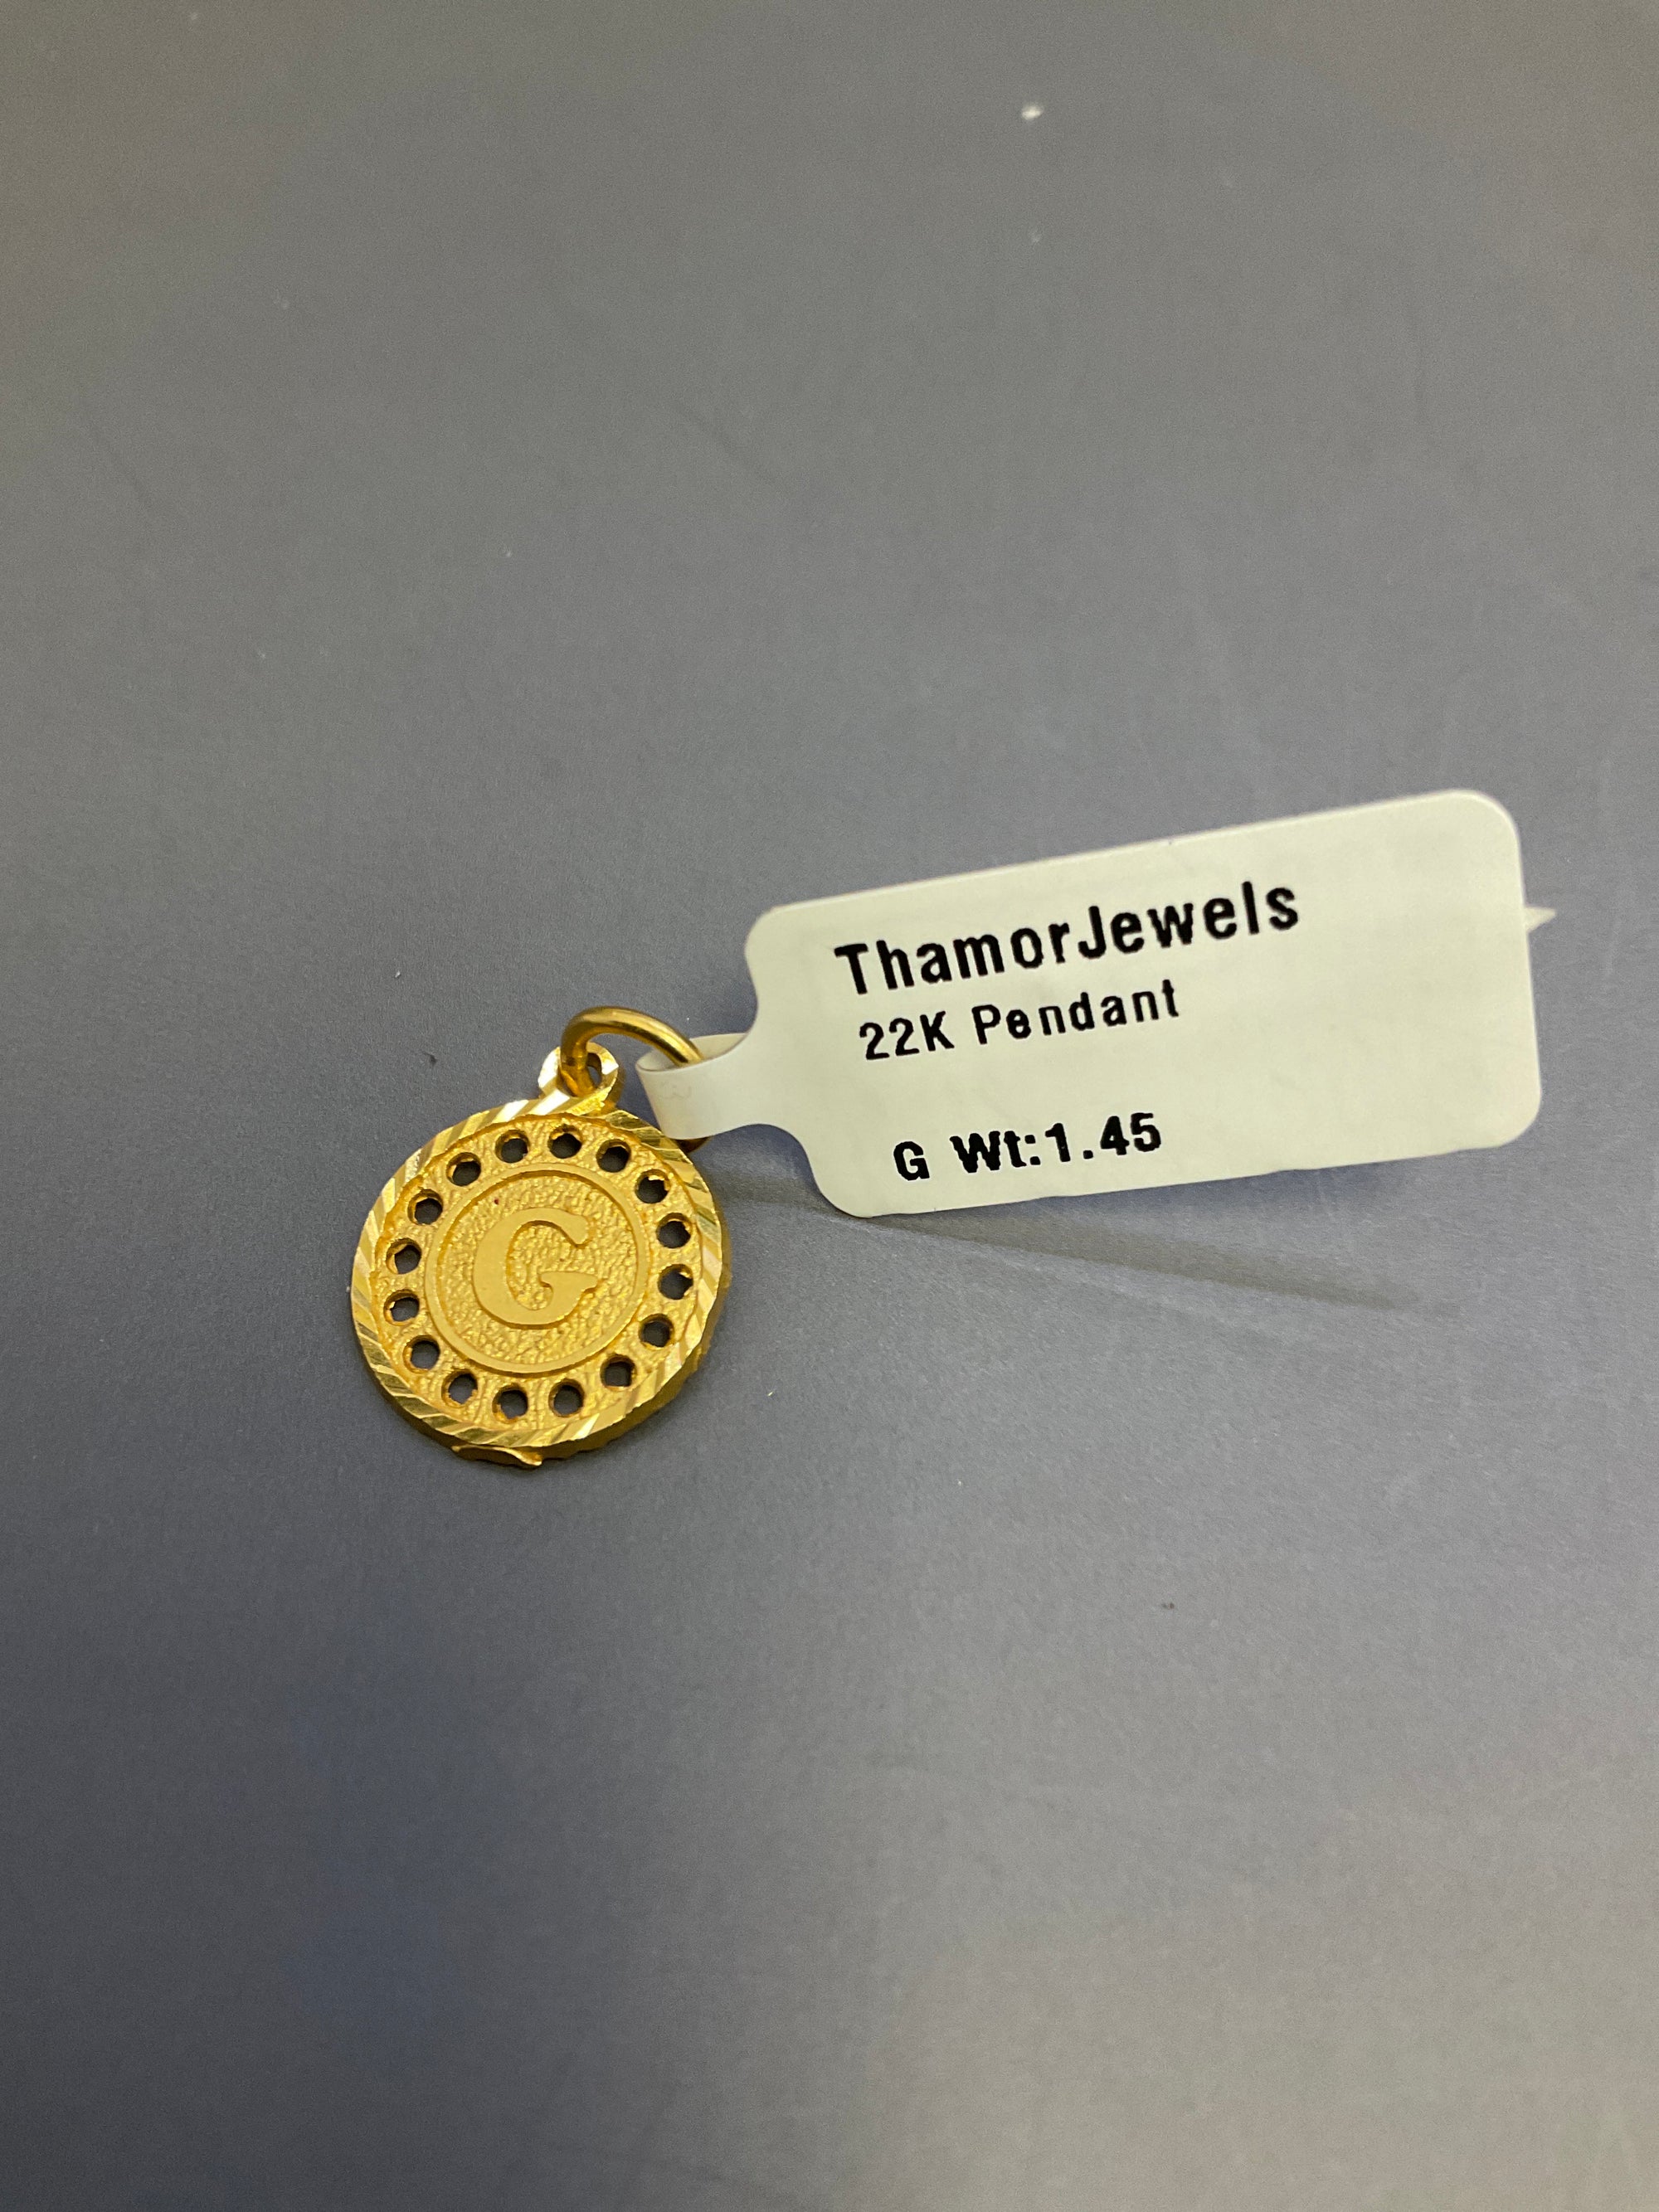 ThamorJewels
22K Pendant
G Wt:1.45
G